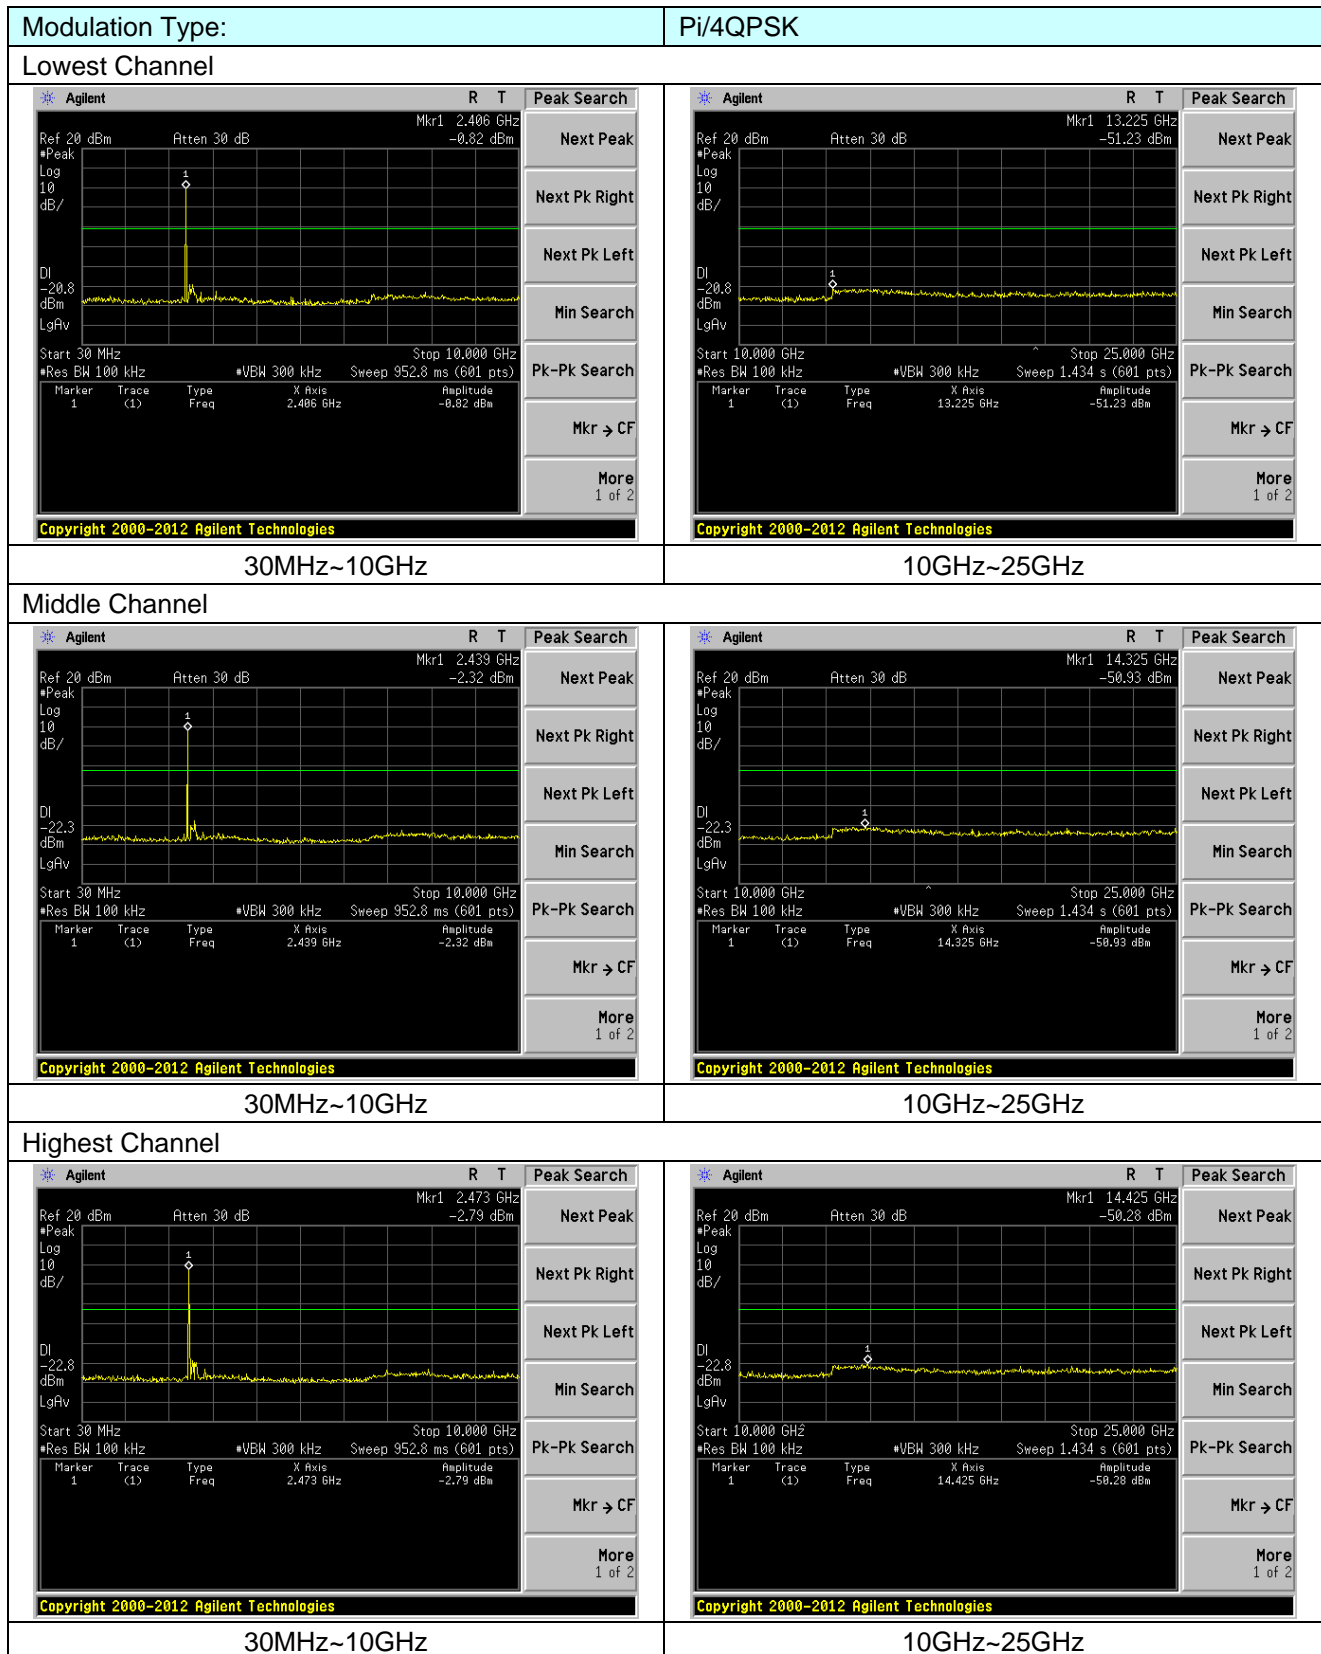 Modulation Type: Pi/4QPSK
Lowest Channel
Agilent R T Peak Search
Mkr1 2.406 GHz
Ref 20 dBm Atten 30 dB -0.82 dBm
#Peak
Log
10
dB/
1
DI
-20.8
dBm
LgAv
Start 30 MHz Stop 10.000 GHz
#Res BW 100 kHz #VBW 300 kHz Sweep 952.8 ms (601 pts)
Marker Trace Type X Axis Amplitude
1 (1) Freq 2.406 GHz -0.82 dBm
Next Peak
Next Pk Right
Next Pk Left
Min Search
Pk-Pk Search
Mkr → CF
More
1 of 2
Copyright 2000-2012 Agilent Technologies
Agilent R T Peak Search
Mkr1 13.225 GHz
Ref 20 dBm Atten 30 dB -51.23 dBm
#Peak
Log
10
dB/
1
DI
-20.8
dBm
LgAv
Start 10.000 GHz Stop 25.000 GHz
#Res BW 100 kHz #VBW 300 kHz Sweep 1.434 s (601 pts)
Marker Trace Type X Axis Amplitude
1 (1) Freq 13.225 GHz -51.23 dBm
Next Peak
Next Pk Right
Next Pk Left
Min Search
Pk-Pk Search
Mkr → CF
More
1 of 2
Copyright 2000-2012 Agilent Technologies
30MHz~10GHz 10GHz~25GHz
Middle Channel
Agilent R T Peak Search
Mkr1 2.439 GHz
Ref 20 dBm Atten 30 dB -2.32 dBm
#Peak
Log
10
dB/
1
DI
-22.3
dBm
LgAv
Start 30 MHz Stop 10.000 GHz
#Res BW 100 kHz #VBW 300 kHz Sweep 952.8 ms (601 pts)
Marker Trace Type X Axis Amplitude
1 (1) Freq 2.439 GHz -2.32 dBm
Next Peak
Next Pk Right
Next Pk Left
Min Search
Pk-Pk Search
Mkr → CF
More
1 of 2
Copyright 2000-2012 Agilent Technologies
Agilent R T Peak Search
Mkr1 14.325 GHz
Ref 20 dBm Atten 30 dB -50.93 dBm
#Peak
Log
10
dB/
1
DI
-22.3
dBm
LgAv
Start 10.000 GHz Stop 25.000 GHz
#Res BW 100 kHz #VBW 300 kHz Sweep 1.434 s (601 pts)
Marker Trace Type X Axis Amplitude
1 (1) Freq 14.325 GHz -50.93 dBm
Next Peak
Next Pk Right
Next Pk Left
Min Search
Pk-Pk Search
Mkr → CF
More
1 of 2
Copyright 2000-2012 Agilent Technologies
30MHz~10GHz 10GHz~25GHz
Highest Channel
Agilent R T Peak Search
Mkr1 2.473 GHz
Ref 20 dBm Atten 30 dB -2.79 dBm
#Peak
Log
10
dB/
1
DI
-22.8
dBm
LgAv
Start 30 MHz Stop 10.000 GHz
#Res BW 100 kHz #VBW 300 kHz Sweep 952.8 ms (601 pts)
Marker Trace Type X Axis Amplitude
1 (1) Freq 2.473 GHz -2.79 dBm
Next Peak
Next Pk Right
Next Pk Left
Min Search
Pk-Pk Search
Mkr → CF
More
1 of 2
Copyright 2000-2012 Agilent Technologies
Agilent R T Peak Search
Mkr1 14.425 GHz
Ref 20 dBm Atten 30 dB -50.28 dBm
#Peak
Log
10
dB/
1
DI
-22.8
dBm
LgAv
Start 10.000 GHz Stop 25.000 GHz
#Res BW 100 kHz #VBW 300 kHz Sweep 1.434 s (601 pts)
Marker Trace Type X Axis Amplitude
1 (1) Freq 14.425 GHz -50.28 dBm
Next Peak
Next Pk Right
Next Pk Left
Min Search
Pk-Pk Search
Mkr → CF
More
1 of 2
Copyright 2000-2012 Agilent Technologies
30MHz~10GHz 10GHz~25GHz